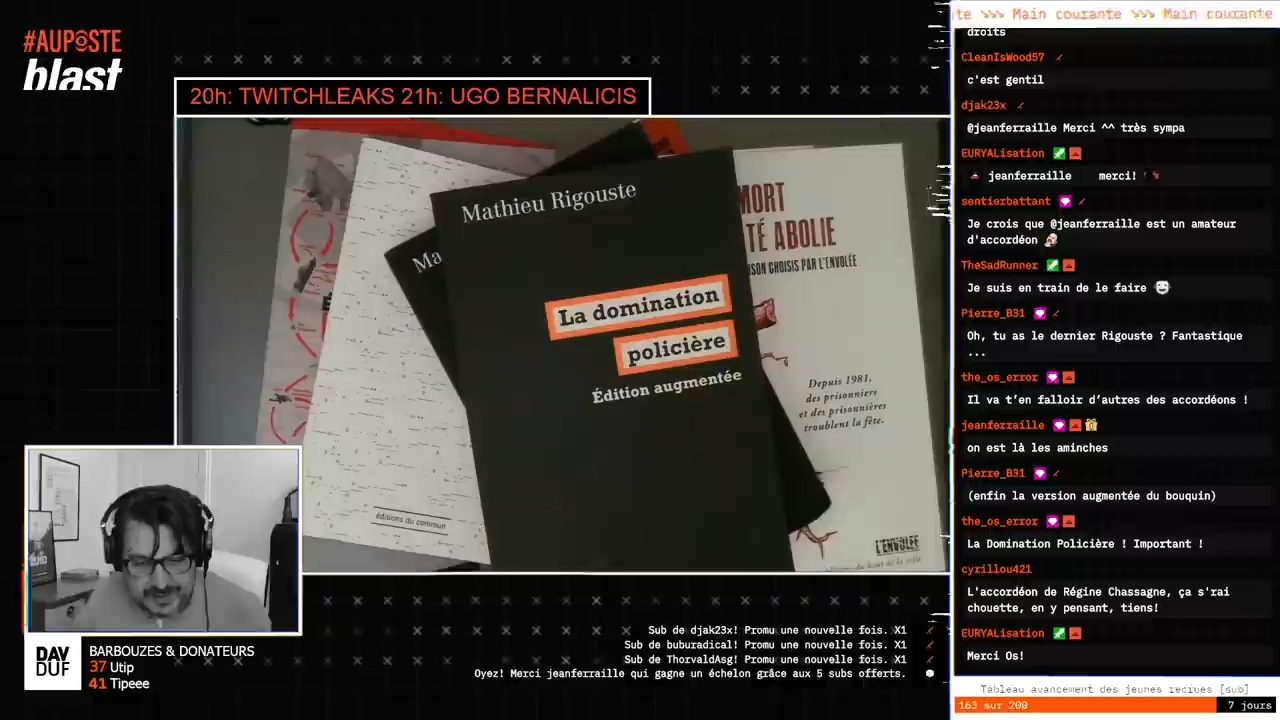 #AUPOSTE
blast
20h: TWITCHLEAKS 21h: UGO BERNALICIS
Mathieu Rigouste
Ma
La domination
policière
Édition augmentée
éditions du commun
MORT
TÉ ABOLIE
SON CHOISIS PAR L'ENVOLÉE
Depuis 1981,
des prisonniers
et des prisonnières
troublent la fête.
L'ENVOLÉE
DAV
DUF
BARBOUZES & DONATEURS
37 Utip
41 Tipeee
Sub de djak23x! Promu une nouvelle fois. X1
Sub de buburadical! Promu une nouvelle fois. X1
Sub de ThorvaldAsg! Promu une nouvelle fois. X1
Oyez! Merci jeanferraille qui gagne un échelon grâce aux 5 subs offerts.
te >>> Main courante >>> Main courante
droits
CleanIsWood57
c'est gentil
djak23x
@jeanferraille Merci ^^ très sympa
EURYALisation
jeanferraille merci!
sentierbattant
Je crois que @jeanferraille est un amateur
d'accordéon
TheSadRunner
Je suis en train de le faire
Pierre_B31
Oh, tu as le dernier Rigouste ? Fantastique
...
the_os_error
Il va t’en falloir d’autres des accordéons !
jeanferraille
on est là les aminches
Pierre_B31
(enfin la version augmentée du bouquin)
the_os_error
La Domination Policière ! Important !
cyrillou421
L'accordéon de Régine Chassagne, ça s'rai
chouette, en y pensant, tiens!
EURYALisation
Merci Os!
Tableau avancement des jeunes recrues [sub]
163 sur 200
7 jours